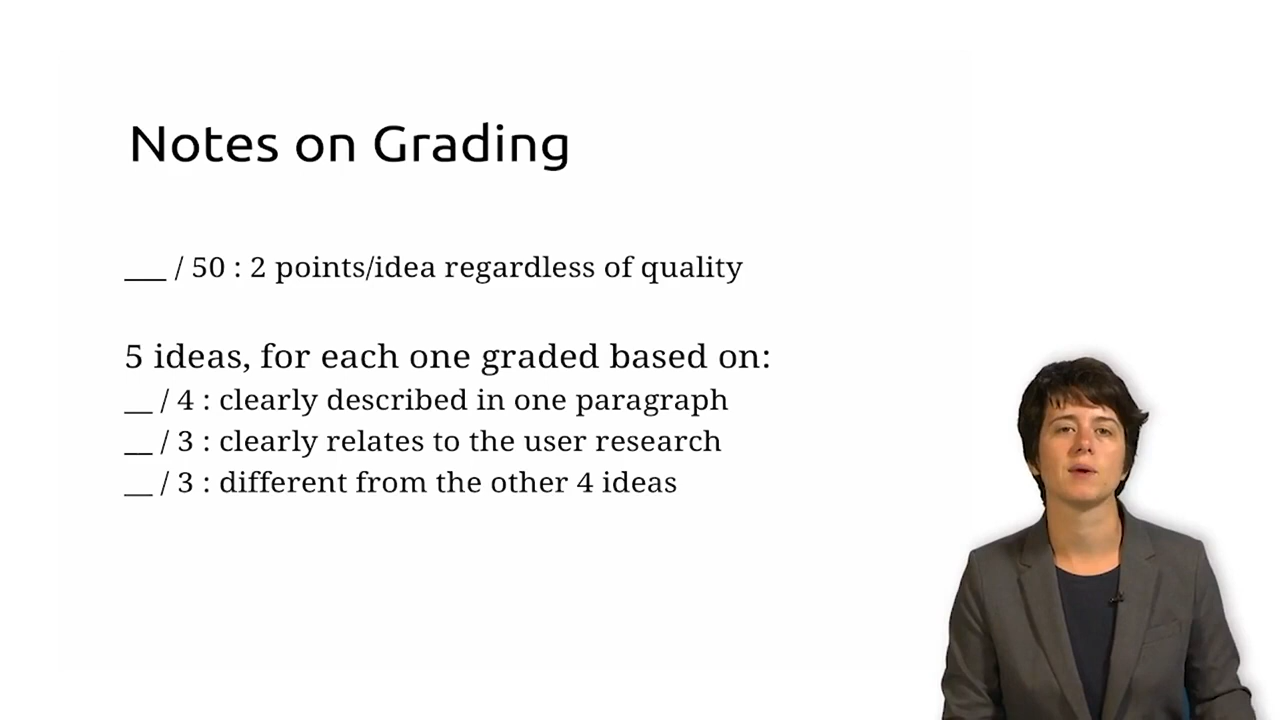 Notes on Grading
___ / 50 : 2 points/idea regardless of quality
5 ideas, for each one graded based on:
__ / 4 : clearly described in one paragraph
__ / 3 : clearly relates to the user research
__ / 3 : different from the other 4 ideas